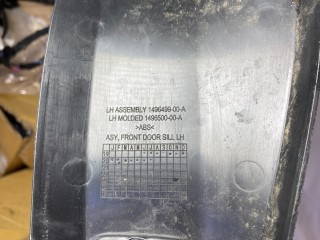 LH ASSEMBLY 1496499-00-A
LH MOLDED 1496500-00-A
>ABS<
ASY, FRONT DOOR SILL LH
J F M A M J J A S O N D